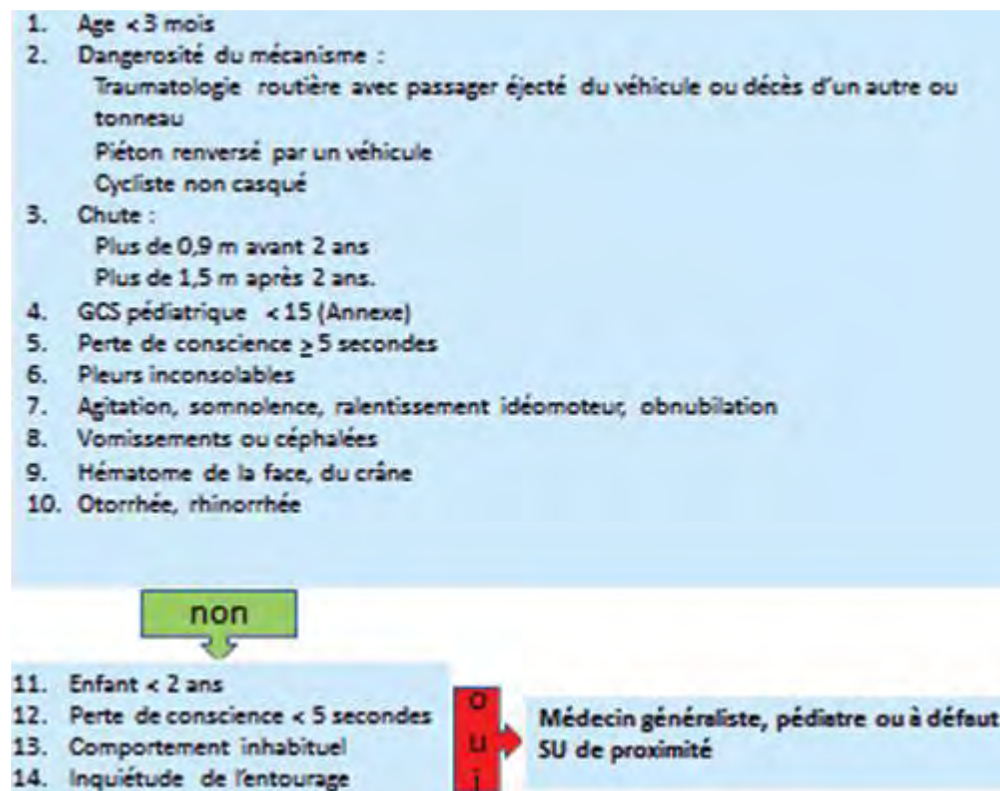 1. Age < 3 mois
2. Dangerosité du mécanisme :
Traumatologie routière avec passager éjecté du véhicule ou décès d'un autre ou
tonneau
Piéton renversé par un véhicule
Cycliste non casqué
3. Chute :
Plus de 0,9 m avant 2 ans
Plus de 1,5 m après 2 ans.
4. GCS pédiatrique < 15 (Annexe)
5. Perte de conscience ≥ 5 secondes
6. Pleurs inconsolables
7. Agitation, somnolence, ralentissement idéomoteur, obnubilation
8. Vomissements ou céphalées
9. Hématome de la face, du crâne
10. Otorrhée, rhinorrhée
non
11. Enfant < 2 ans
12. Perte de conscience < 5 secondes
13. Comportement inhabituel
14. Inquiétude de l'entourage
o
u
i
Médecin généraliste, pédiatre ou à défaut
SU de proximité